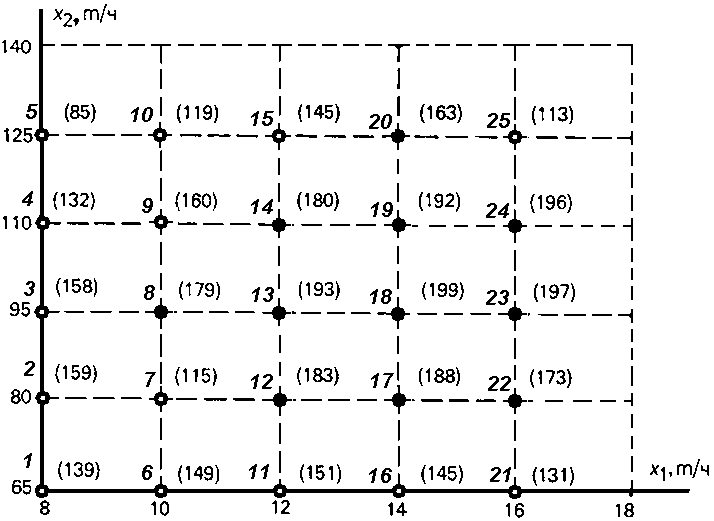 x₂, т/ч
140
5 (85) 10 (119) 15 (145) 20 (163) 25 (113)
125
4 (132) 9 (160) 14 (180) 19 (192) 24 (196)
110
3 (158) 8 (179) 13 (193) 18 (199) 23 (197)
95
2 (159) 7 (115) 12 (183) 17 (188) 22 (173)
80
1 (139) 6 (149) 11 (151) 16 (145) 21 (131) x₁, т/ч
65
8 10 12 14 16 18